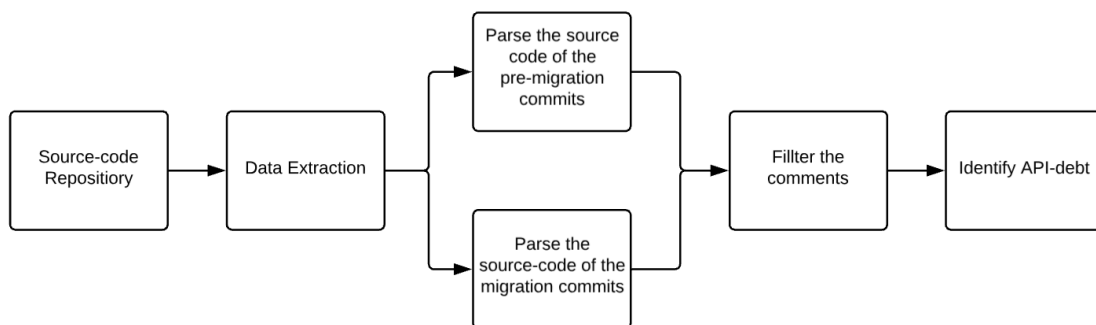 Source-code
Repositiory
Data Extraction
Parse the source
code of the
pre-migration
commits
Parse the
source-code of the
migration commits
Fillter the
comments
Identify API-debt